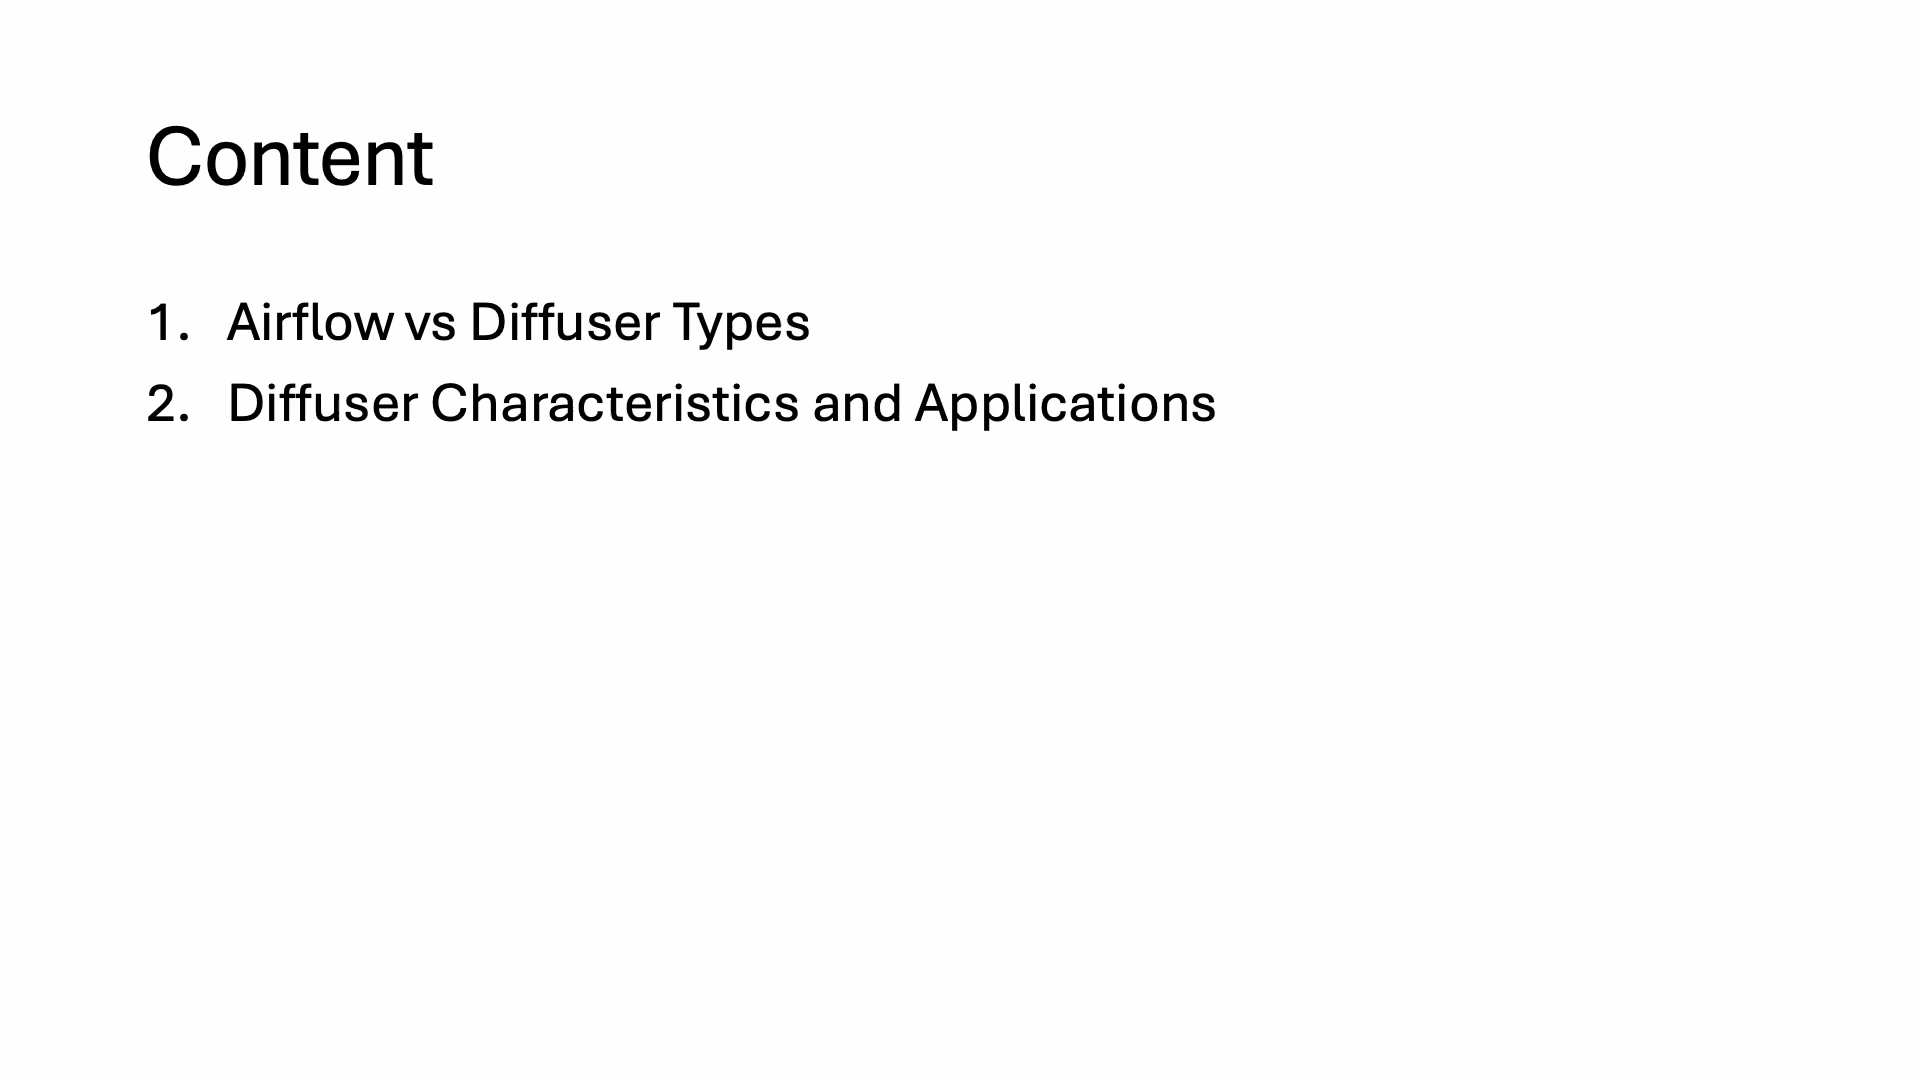 Content
1. Airflow vs Diffuser Types
2. Diffuser Characteristics and Applications